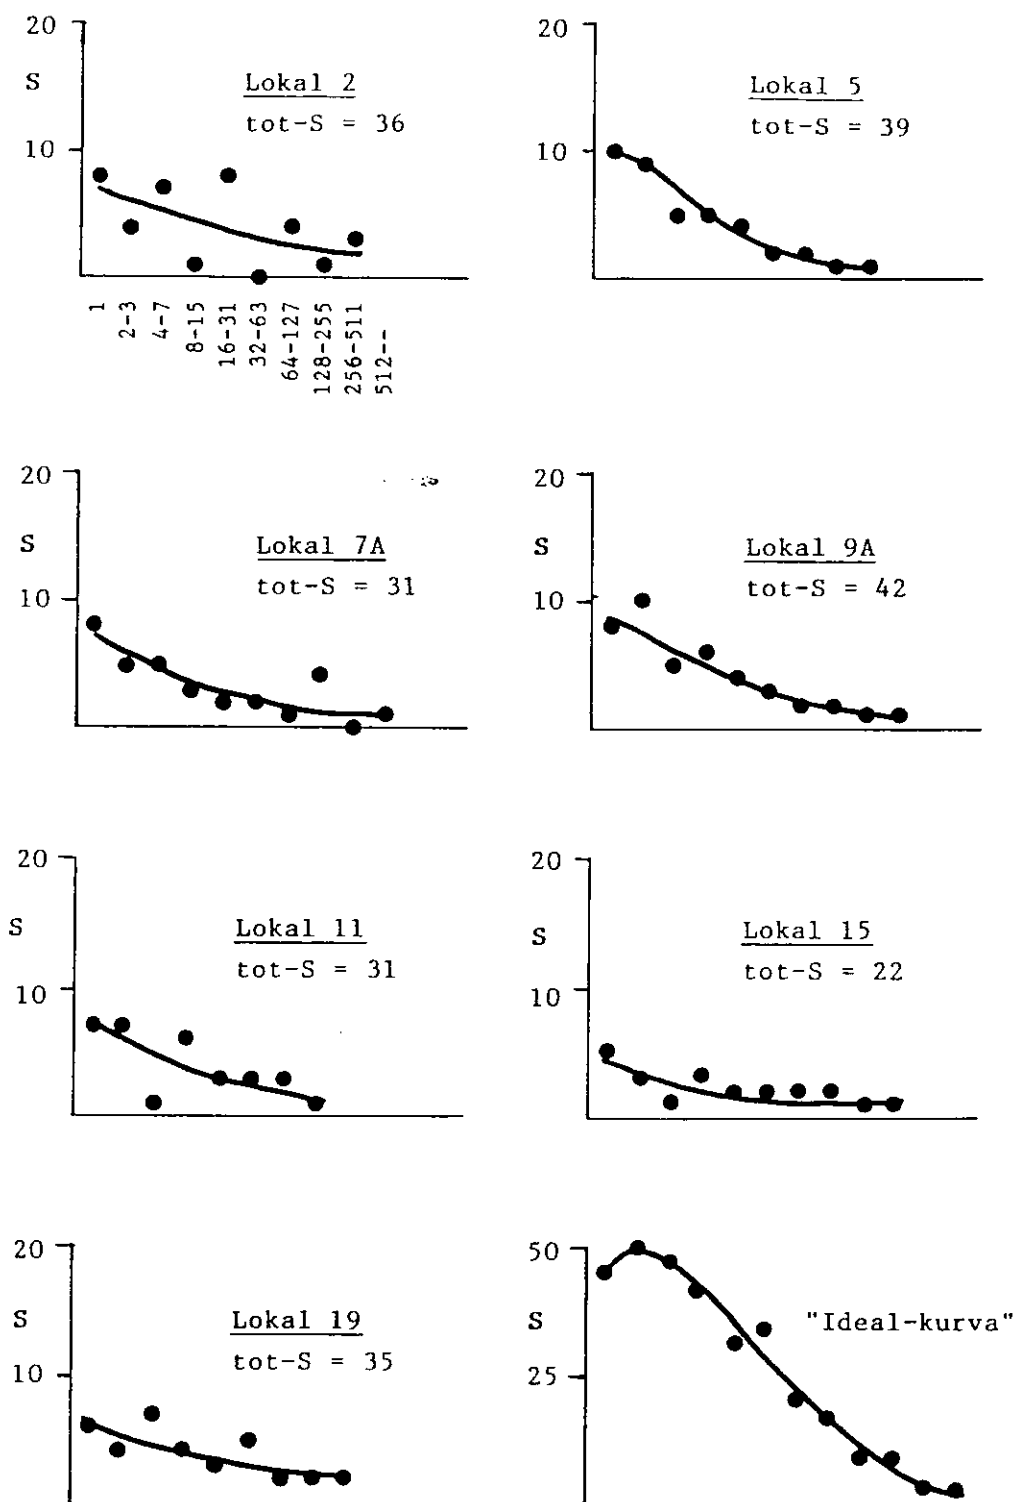 20
S
10
Lokal 2
tot-S = 36
1
2-3
4-7
8-15
16-31
32-63
64-127
128-255
256-511
512--
20
10
Lokal 5
tot-S = 39
20
S
10
Lokal 7A
tot-S = 31
20
S
10
Lokal 9A
tot-S = 42
20
S
10
Lokal 11
tot-S = 31
20
S
10
Lokal 15
tot-S = 22
20
S
10
Lokal 19
tot-S = 35
50
S
25
"Ideal-kurva"